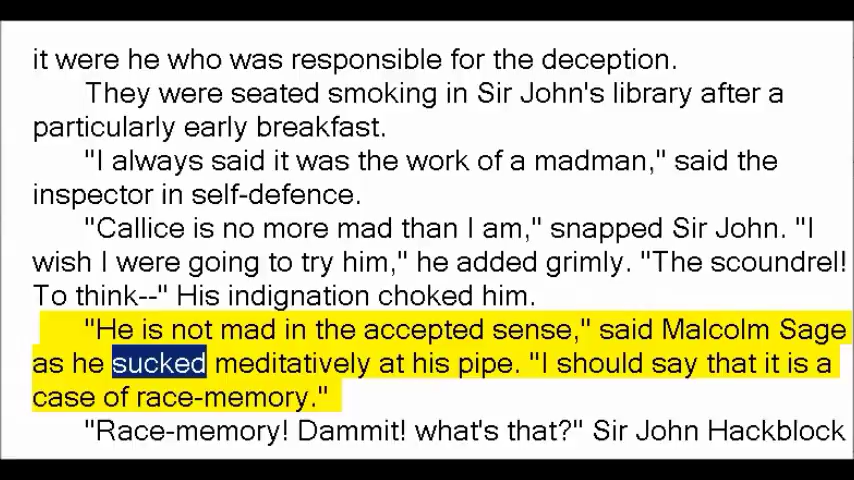 it were he who was responsible for the deception.
They were seated smoking in Sir John's library after a
particularly early breakfast.
"I always said it was the work of a madman," said the
inspector in self-defence.
"Callice is no more mad than I am," snapped Sir John. "I
wish I were going to try him," he added grimly. "The scoundrel!
To think--" His indignation choked him.
"He is not mad in the accepted sense," said Malcolm Sage
as he sucked meditatively at his pipe. "I should say that it is a
case of race-memory."
"Race-memory! Dammit! what's that?" Sir John Hackblock